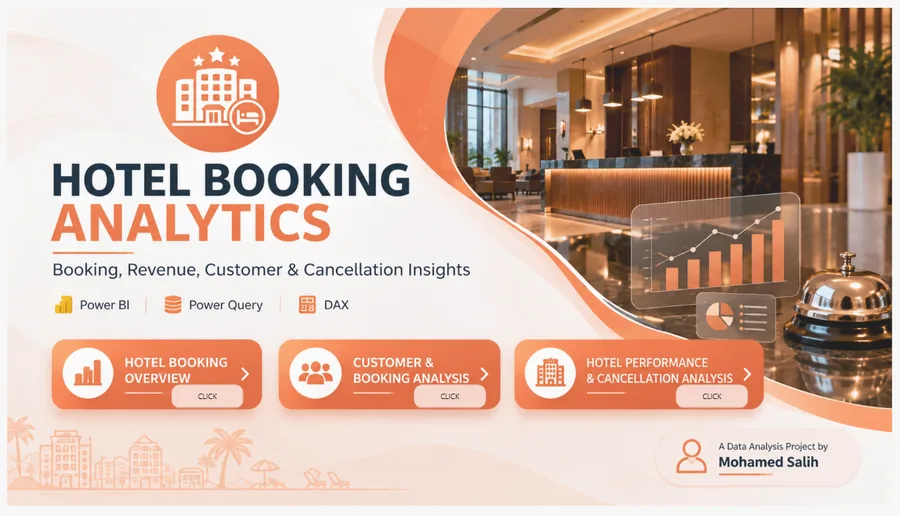 HOTEL BOOKING
ANALYTICS
Booking, Revenue, Customer & Cancellation Insights
Power BI
Power Query
DAX
HOTEL BOOKING
OVERVIEW
CLICK
CUSTOMER &
BOOKING ANALYSIS
CLICK
HOTEL PERFORMANCE
& CANCELLATION ANALYSIS
CLICK
A Data Analysis Project by
Mohamed Salih